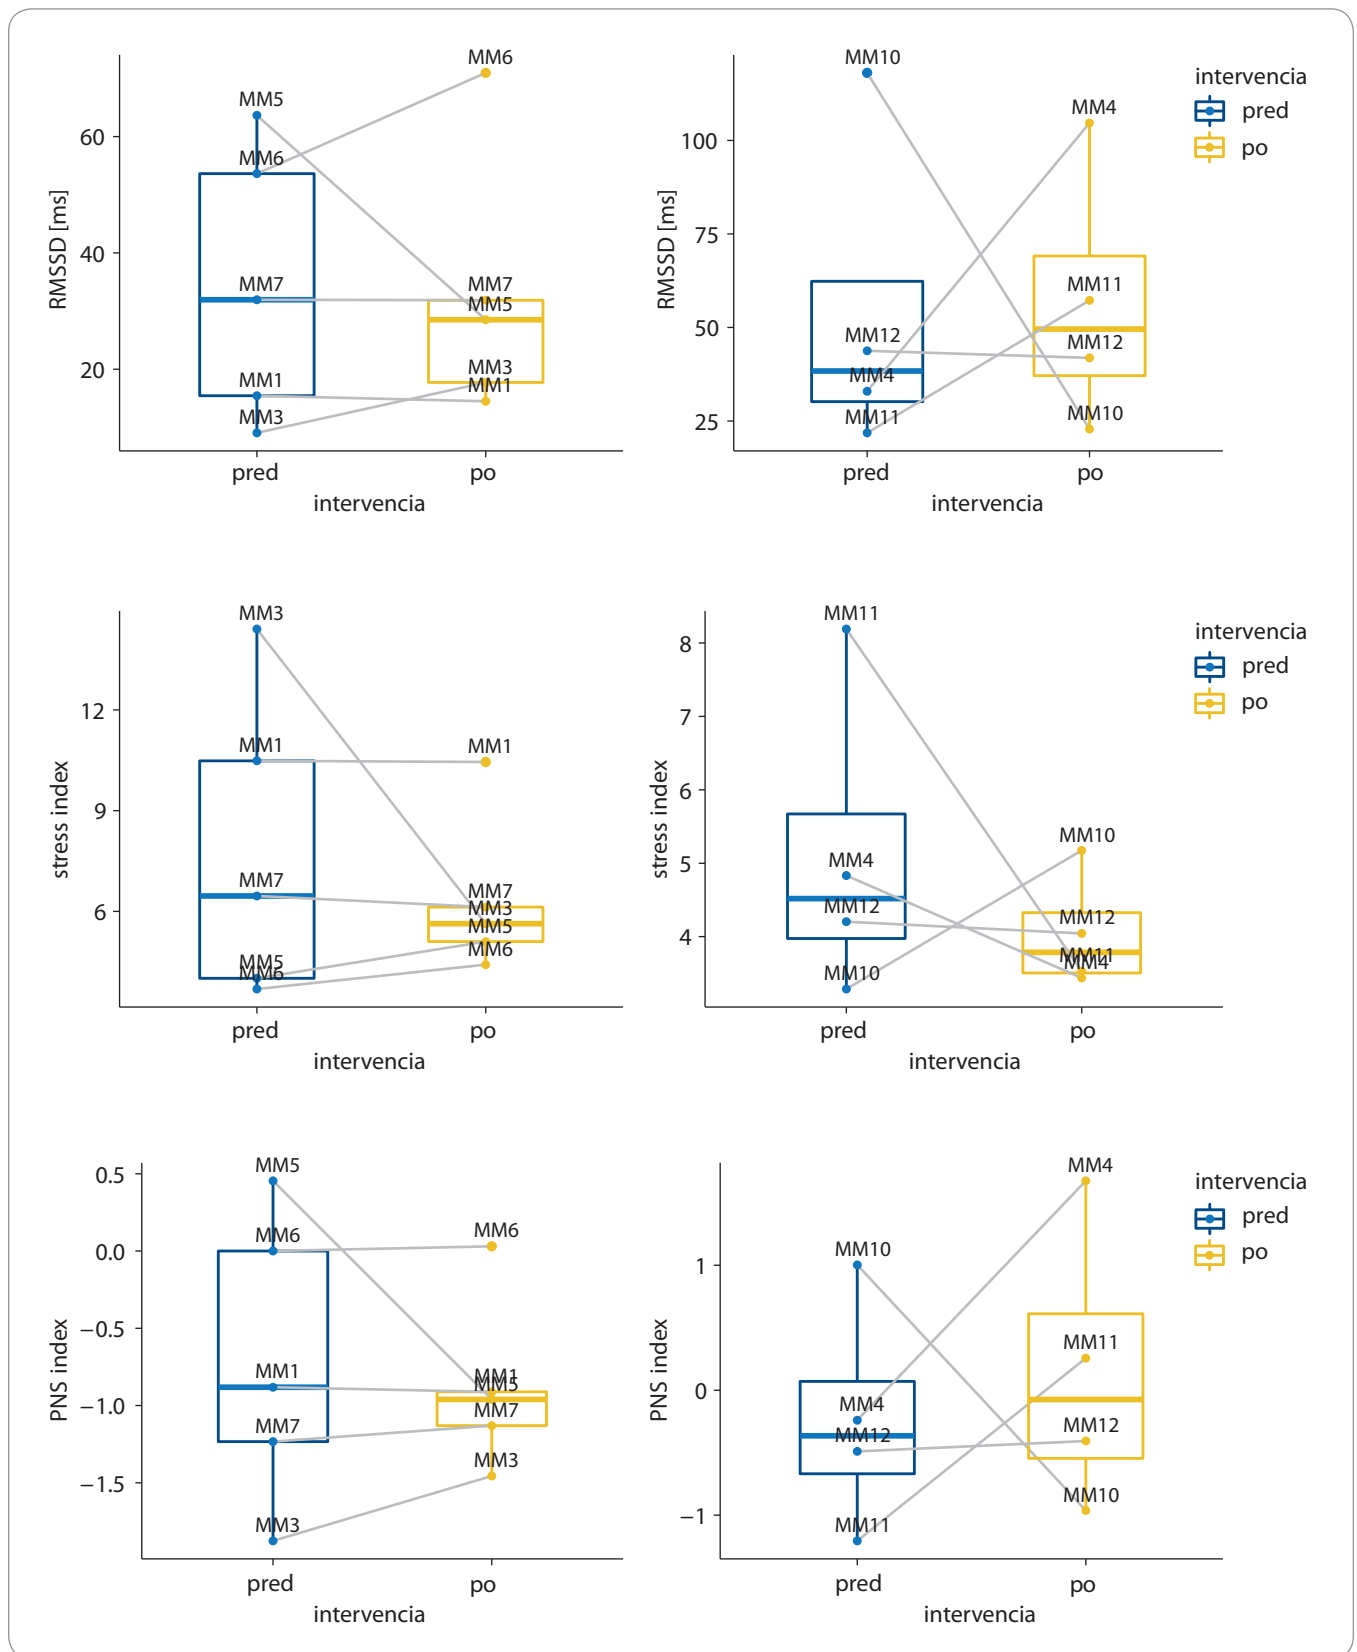 MM6
MM5
60
MM6
40
RMSSD [ms]
MM7
MM7
MM5
20
MM1
MM3
MM3
MM1
pred
po
intervencia
MM10
MM4
100
75
RMSSD [ms]
50
MM12
MM11
MM12
MM4
25
MM11
MM10
pred
po
intervencia
intervencia
pred
po
MM3
12
MM1
MM1
9
stress index
MM7
MM7
6
MM3
MM5
MM5
MM6
MM6
pred
po
intervencia
MM11
8
7
6
stress index
5
MM10
MM4
MM12
MM12
4
MM11
MM4
MM10
pred
po
intervencia
intervencia
pred
po
0.5
MM5
0.0
MM6
MM6
−0.5
PNS index
MM1
MM1
MM5
−1.0
MM7
MM7
−1.5
MM3
MM3
pred
po
intervencia
MM4
MM10
1
PNS index
MM11
0
MM4
MM12
MM12
−1
MM11
MM10
pred
po
intervencia
intervencia
pred
po